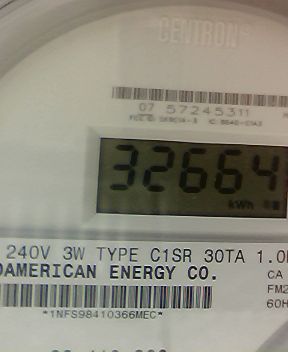 CENTRON
07 57245311
32664
kWh
240V 3W TYPE C1SR 30TA 1.0
DAMERICAN ENERGY CO.
CA
FM2
60H
*1NFS98410366MEC*